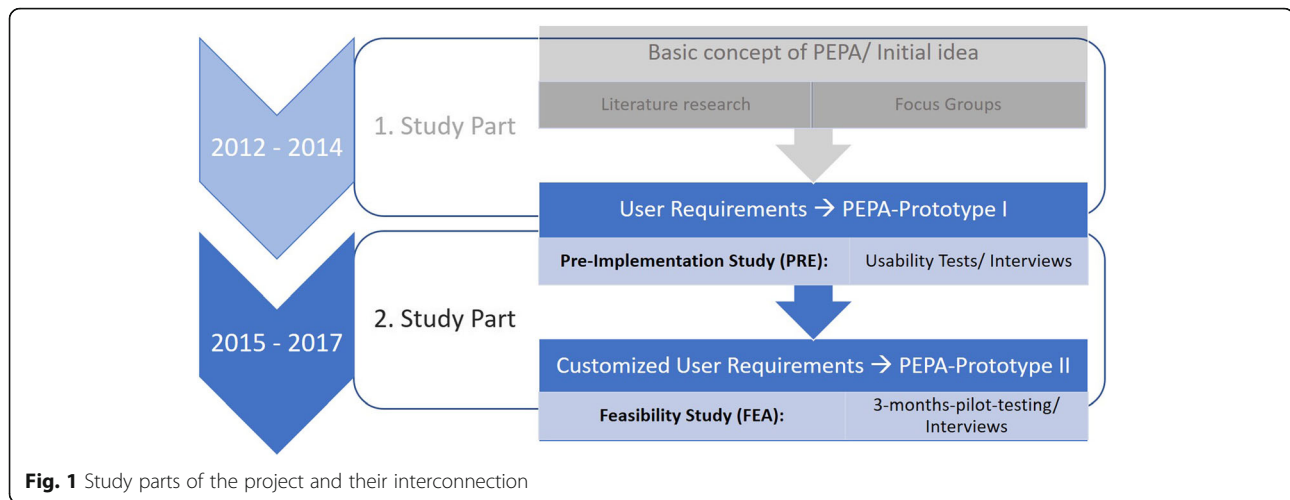 Basic concept of PEPA/ Initial idea
Literature research
Focus Groups
1. Study Part
2012 - 2014
User Requirements → PEPA-Prototype I
Pre-Implementation Study (PRE):
Usability Tests/ Interviews
2. Study Part
2015 - 2017
Customized User Requirements → PEPA-Prototype II
Feasibility Study (FEA):
3-months-pilot-testing/
Interviews
Fig. 1 Study parts of the project and their interconnection